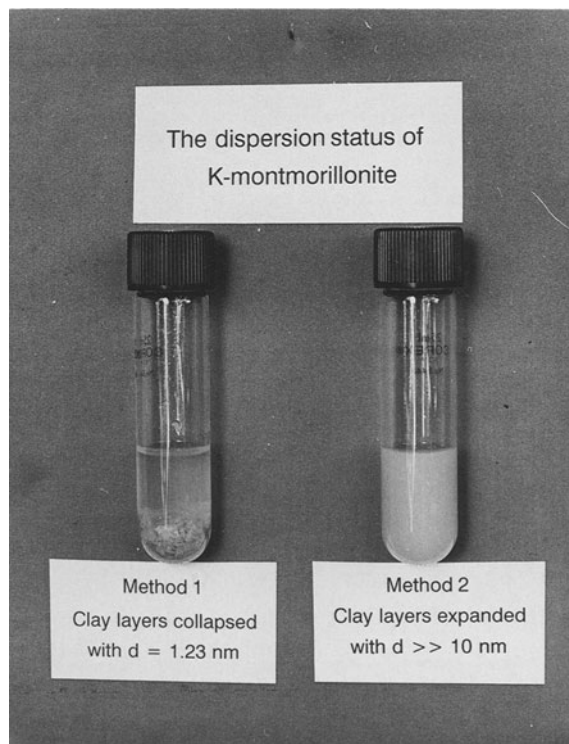 The dispersion status of
K-montmorillonite
Method 1
Clay layers collapsed
with d = 1.23 nm
Method 2
Clay layers expanded
with d >> 10 nm